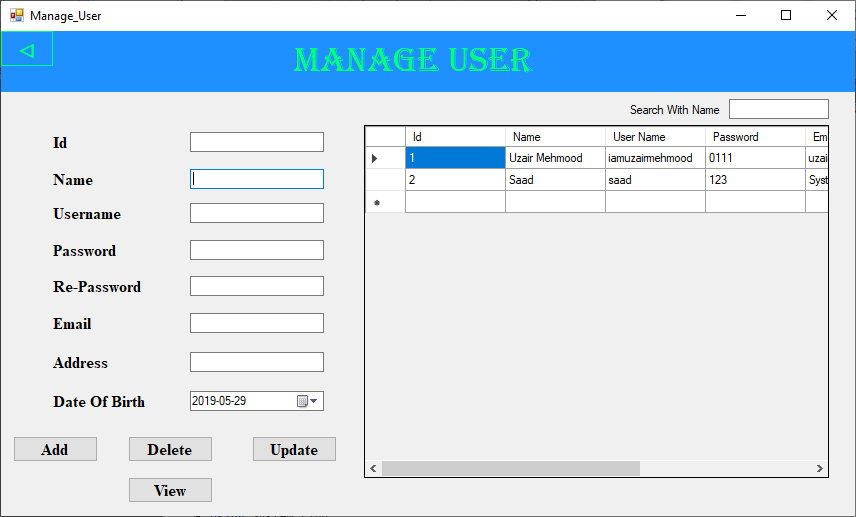 Manage_User
MANAGE USER
Search With Name
Id
Name
Username
Password
Re-Password
Email
Address
Date Of Birth 2019-05-29
Add Delete Update
View
Id Name User Name Password Em
1 Uzair Mehmood iamuzaimehmood 0111 uzai
2 Saad saad 123 Syst